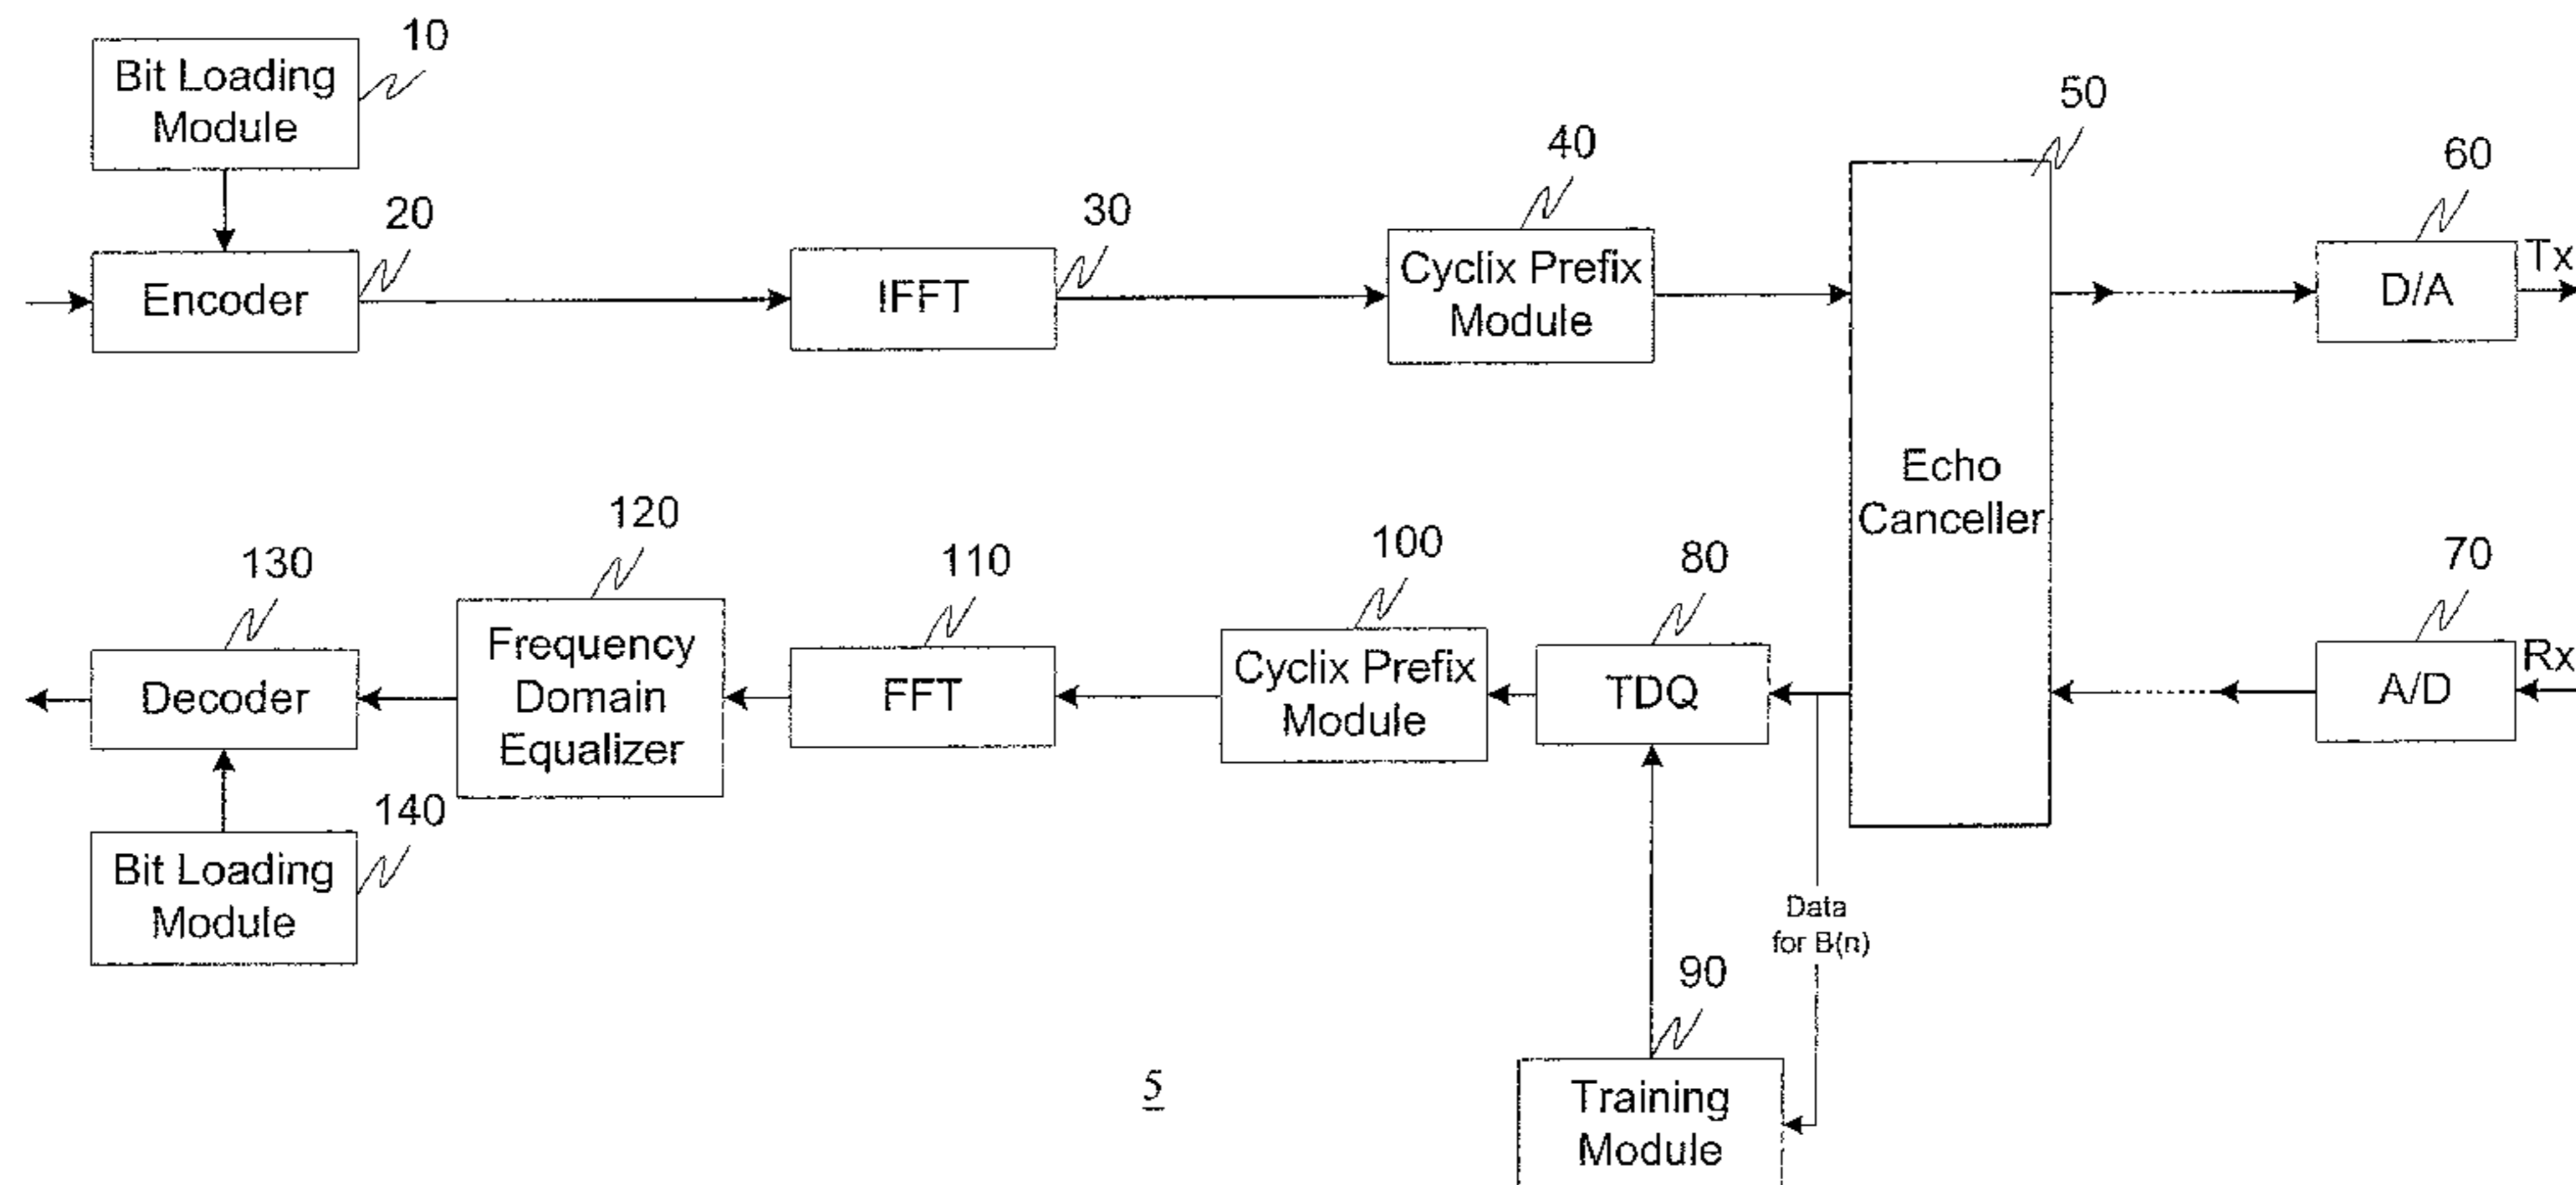 10
Bit Loading
Module
20
Encoder
30
IFFT
40
Cyclix Prefix
Module
50
Echo
Canceller
60
D/A
Tx
70
A/D
Rx
80
TDQ
Data
for B(n)
90
Training
Module
100
Cyclix Prefix
Module
110
FFT
120
Frequency
Domain
Equalizer
130
Decoder
140
Bit Loading
Module
5